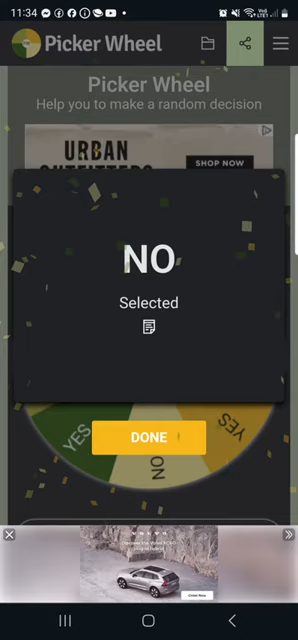 11:34
Picker Wheel
Picker Wheel
Help you to make a random decision
URBAN
SHOP NOW
NO
Selected
DONE
YES
NO
YES